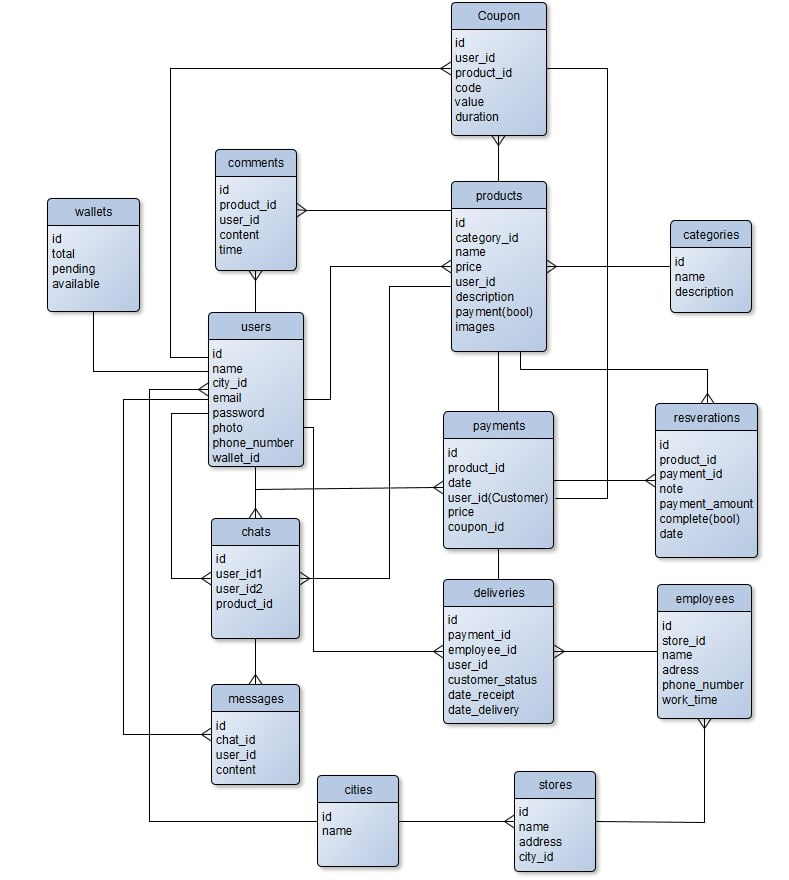 Coupon
id
user_id
product_id
code
value
duration
comments
id
product_id
user_id
content
time
products
id
category_id
name
price
user_id
description
payment(bool)
images
wallets
id
total
pending
available
categories
id
name
description
users
id
name
city_id
email
password
photo
phone_number
wallet_id
payments
id
product_id
date
user_id(Customer)
price
coupon_id
resverations
id
product_id
payment_id
note
payment_amount
complete(bool)
date
chats
id
user_id1
user_id2
product_id
deliveries
id
payment_id
employee_id
user_id
customer_status
date_receipt
date_delivery
employees
id
store_id
name
adress
phone_number
work_time
messages
id
chat_id
user_id
content
cities
id
name
stores
id
name
address
city_id